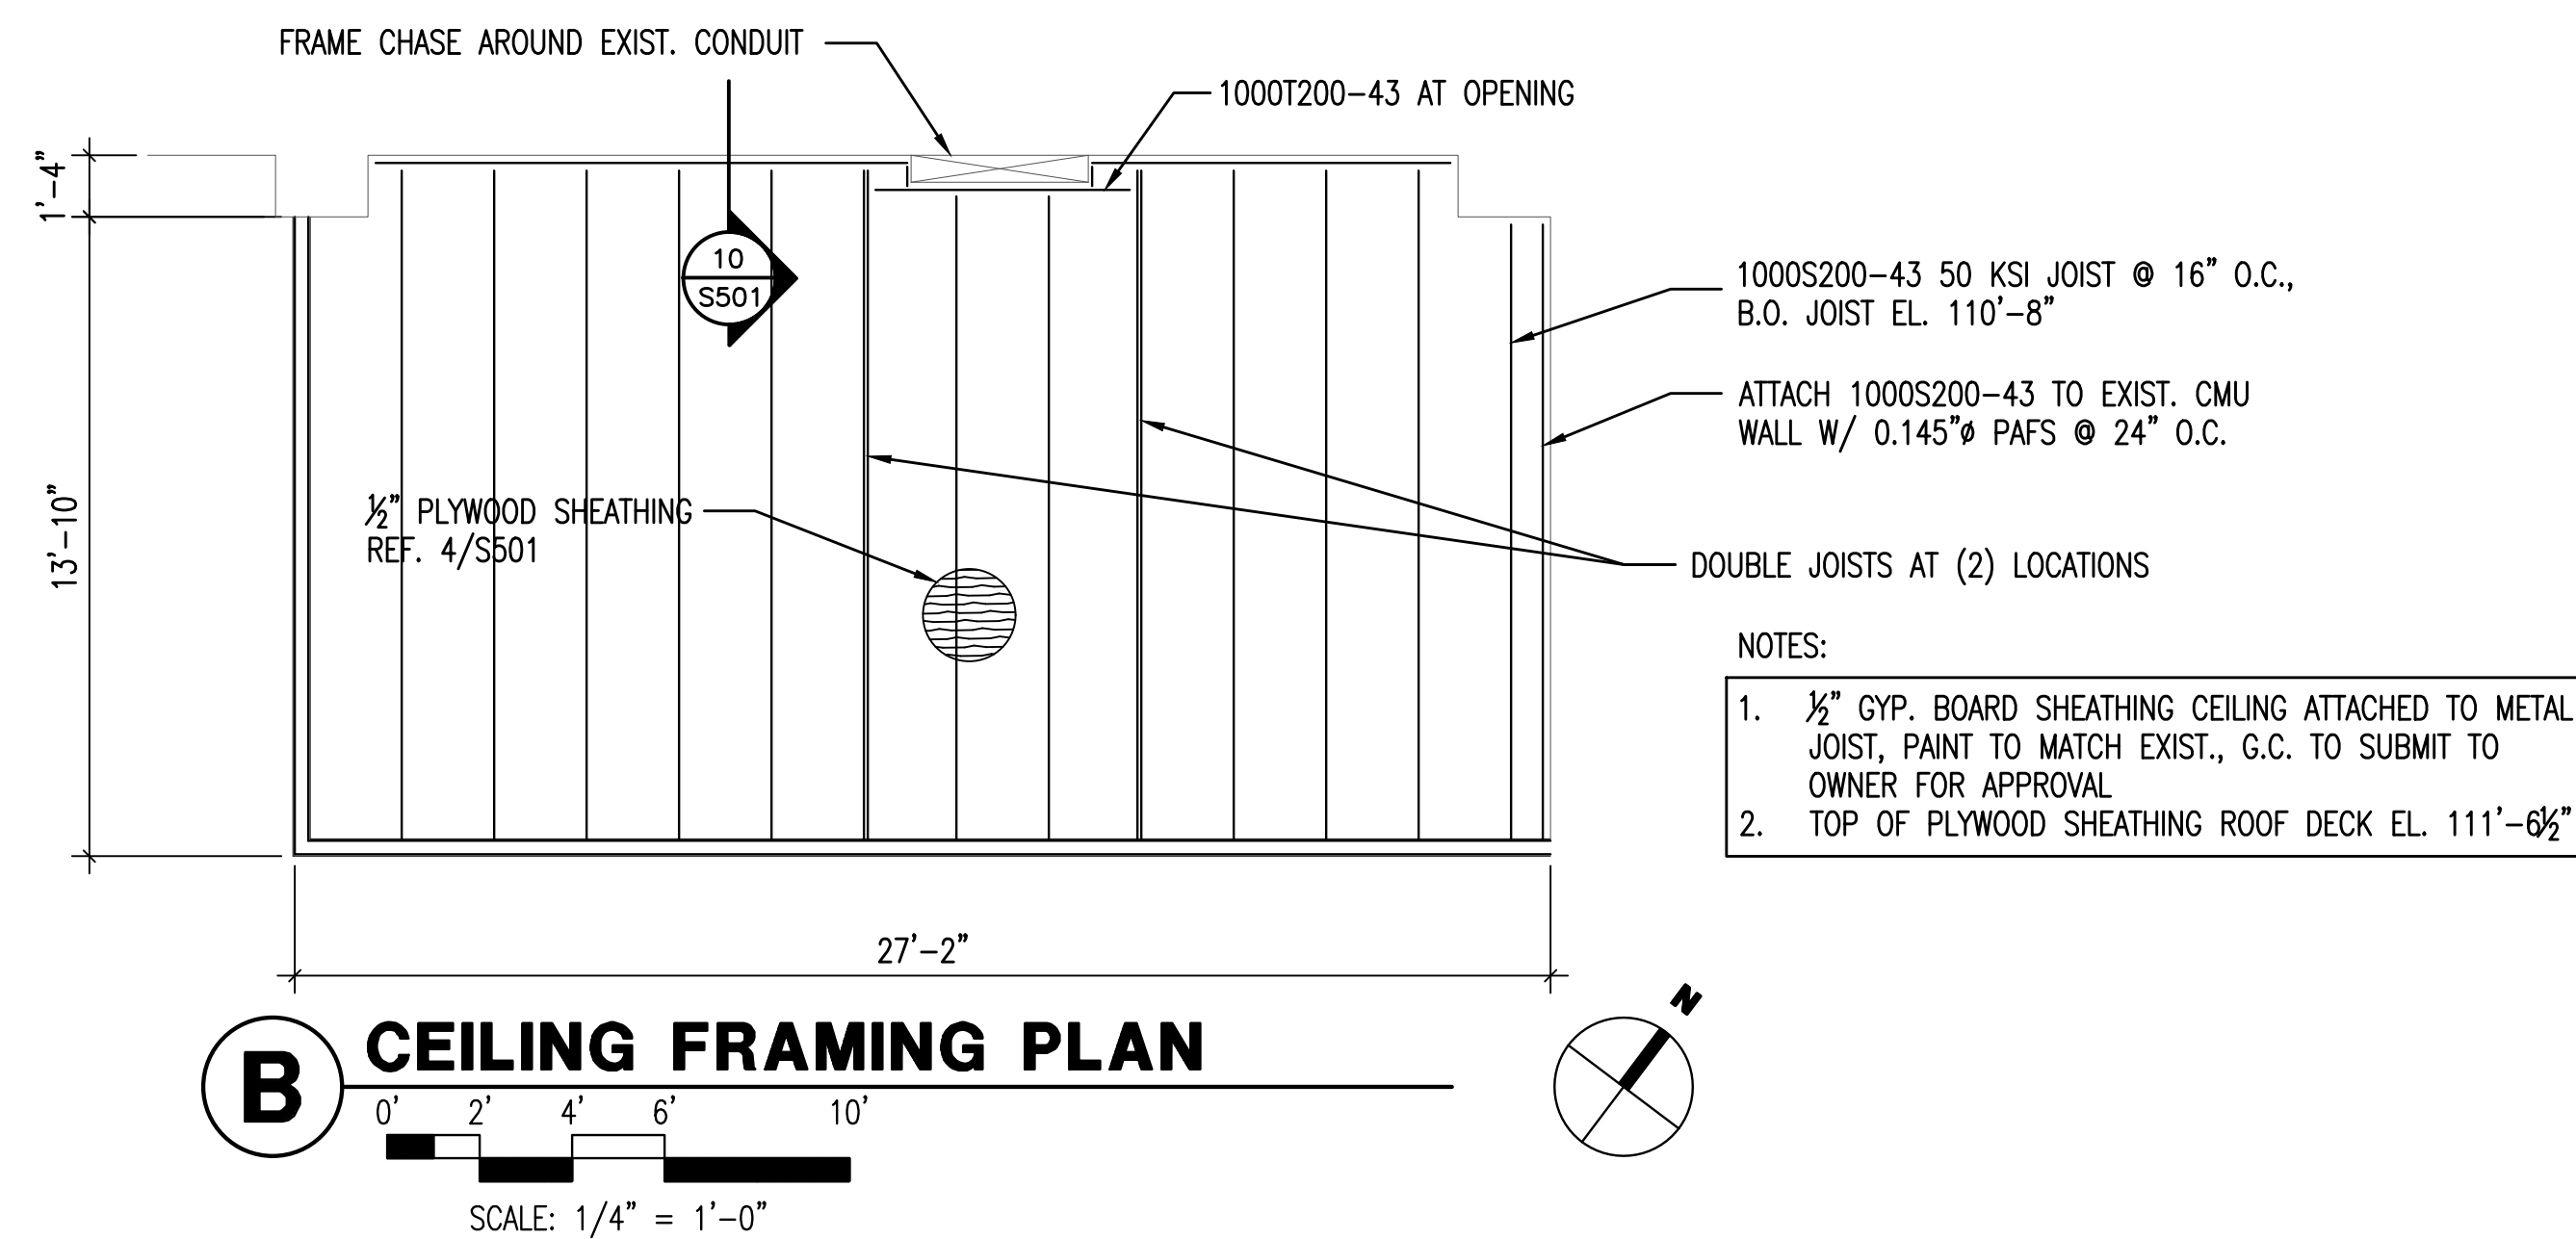 FRAME CHASE AROUND EXIST. CONDUIT
1000T200-43 AT OPENING
1'-4"
10
S501
1000S200-43 50 KSI JOIST @ 16" O.C.,
B.O. JOIST EL. 110'-8"
ATTACH 1000S200-43 TO EXIST. CMU
WALL W/ 0.145"ø PAFS @ 24" O.C.
½" PLYWOOD SHEATHING
REF. 4/S501
13'-10"
DOUBLE JOISTS AT (2) LOCATIONS
NOTES:
1. ½" GYP. BOARD SHEATHING CEILING ATTACHED TO METAL
JOIST, PAINT TO MATCH EXIST., G.C. TO SUBMIT TO
OWNER FOR APPROVAL
2. TOP OF PLYWOOD SHEATHING ROOF DECK EL. 111'-6½"
27'-2"
N
B
CEILING FRAMING PLAN
0' 2' 4' 6' 10'
SCALE: 1/4" = 1'-0"